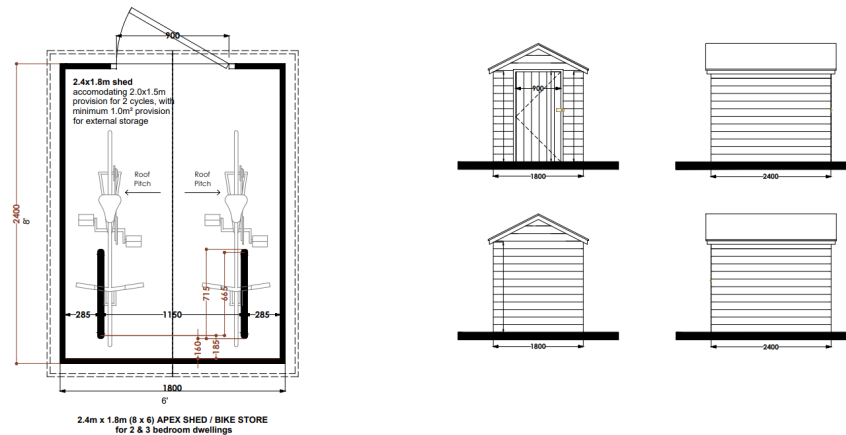 900
2.4x1.8m shed
accomodating 2.0x1.5m
provision for 2 cycles, with
minimum 1.0m² provision
for external storage
Roof
Pitch
Roof
Pitch
2400
8'
715
665
285
1150
285
160
185
1800
6'
2.4m x 1.8m (8 x 6) APEX SHED / BIKE STORE
for 2 & 3 bedroom dwellings
900
1800
2400
1800
2400